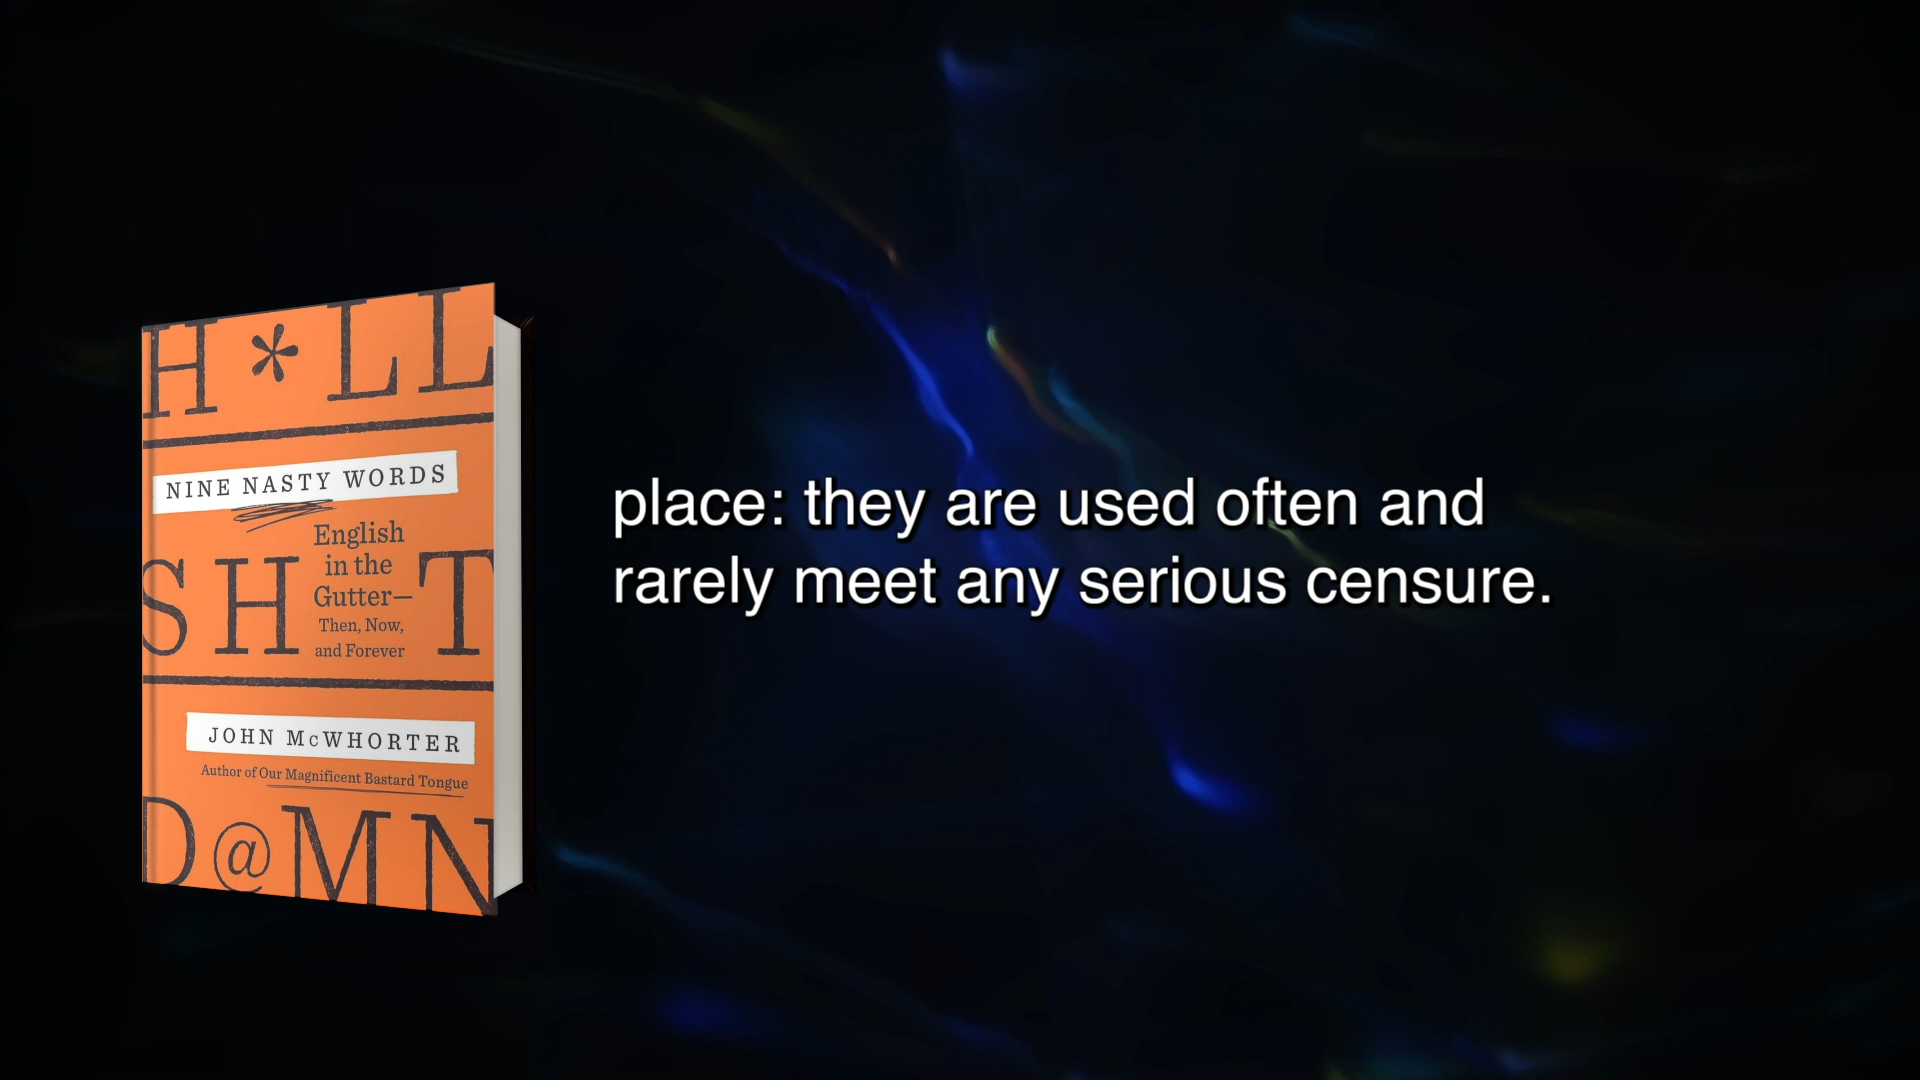 H*LL
NINE NASTY WORDS
English
in the
Gutter—
Then, Now,
and Forever
SH T
JOHN McWHORTER
Author of Our Magnificent Bastard Tongue
D@MN
place: they are used often and
rarely meet any serious censure.